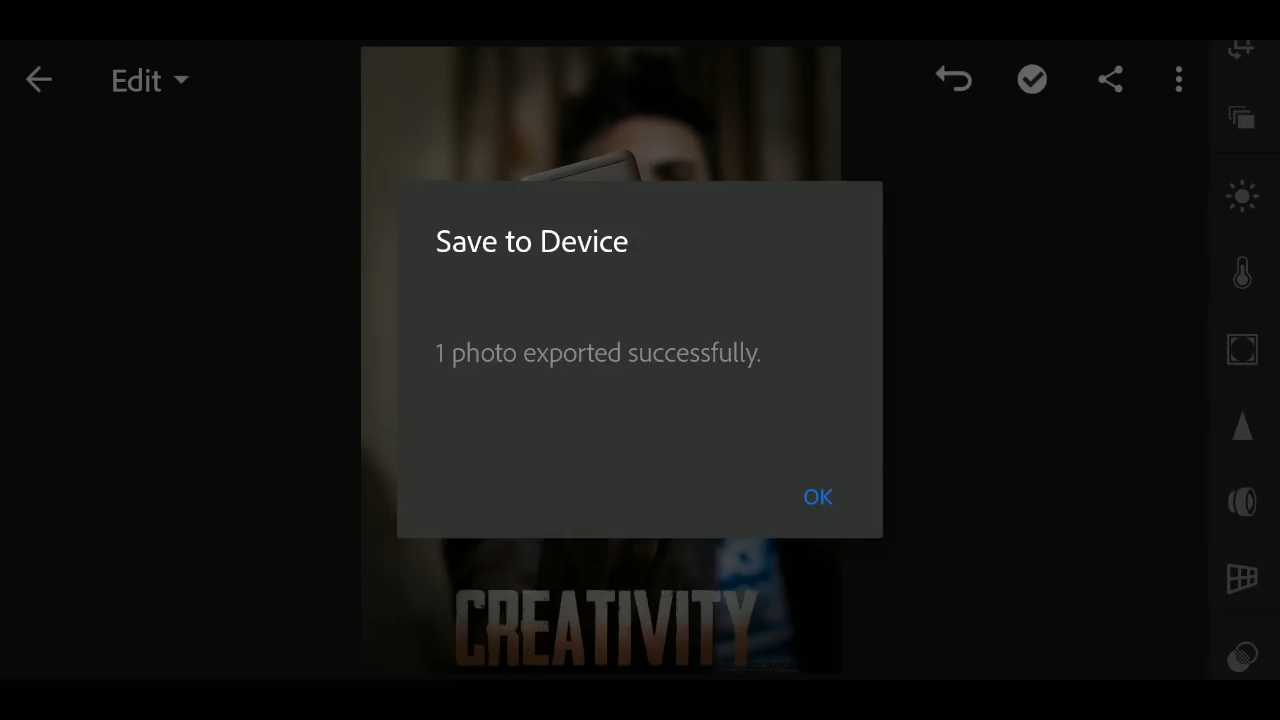 Edit
Save to Device
1 photo exported successfully.
OK
CREATIVITY